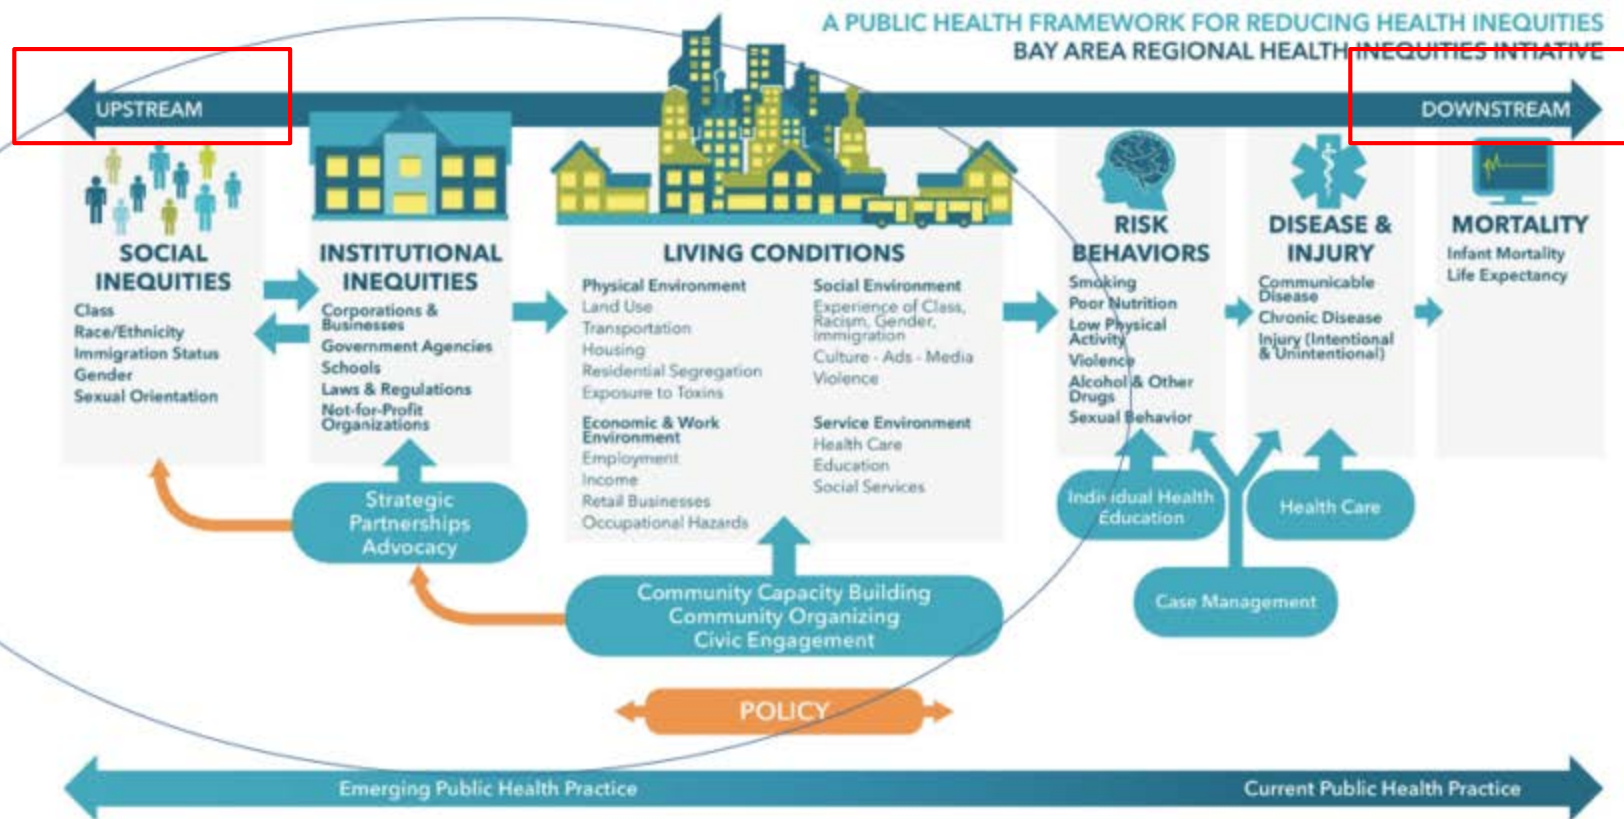 A PUBLIC HEALTH FRAMEWORK FOR REDUCING HEALTH INEQUITIES
BAY AREA REGIONAL HEALTH INEQUITIES INTIATIVE
UPSTREAM
DOWNSTREAM
SOCIAL
INEQUITIES
Class
Race/Ethnicity
Immigration Status
Gender
Sexual Orientation
INSTITUTIONAL
INEQUITIES
Corporations &
Businesses
Government Agencies
Schools
Laws & Regulations
Not-for-Profit
Organizations
LIVING CONDITIONS
Physical Environment
Land Use
Transportation
Housing
Residential Segregation
Exposure to Toxins
Economic & Work
Environment
Employment
Income
Retail Businesses
Occupational Hazards
Social Environment
Experience of Class,
Racism, Gender,
Immigration
Culture - Ads - Media
Violence
Service Environment
Health Care
Education
Social Services
RISK
BEHAVIORS
Smoking
Poor Nutrition
Low Physical
Activity
Violence
Alcohol & Other
Drugs
Sexual Behavior
DISEASE &
INJURY
Communicable
Disease
Chronic Disease
Injury (Intentional
& Unintentional)
MORTALITY
Infant Mortality
Life Expectancy
Strategic
Partnerships
Advocacy
Community Capacity Building
Community Organizing
Civic Engagement
Individual Health
Education
Health Care
Case Management
POLICY
Emerging Public Health Practice
Current Public Health Practice